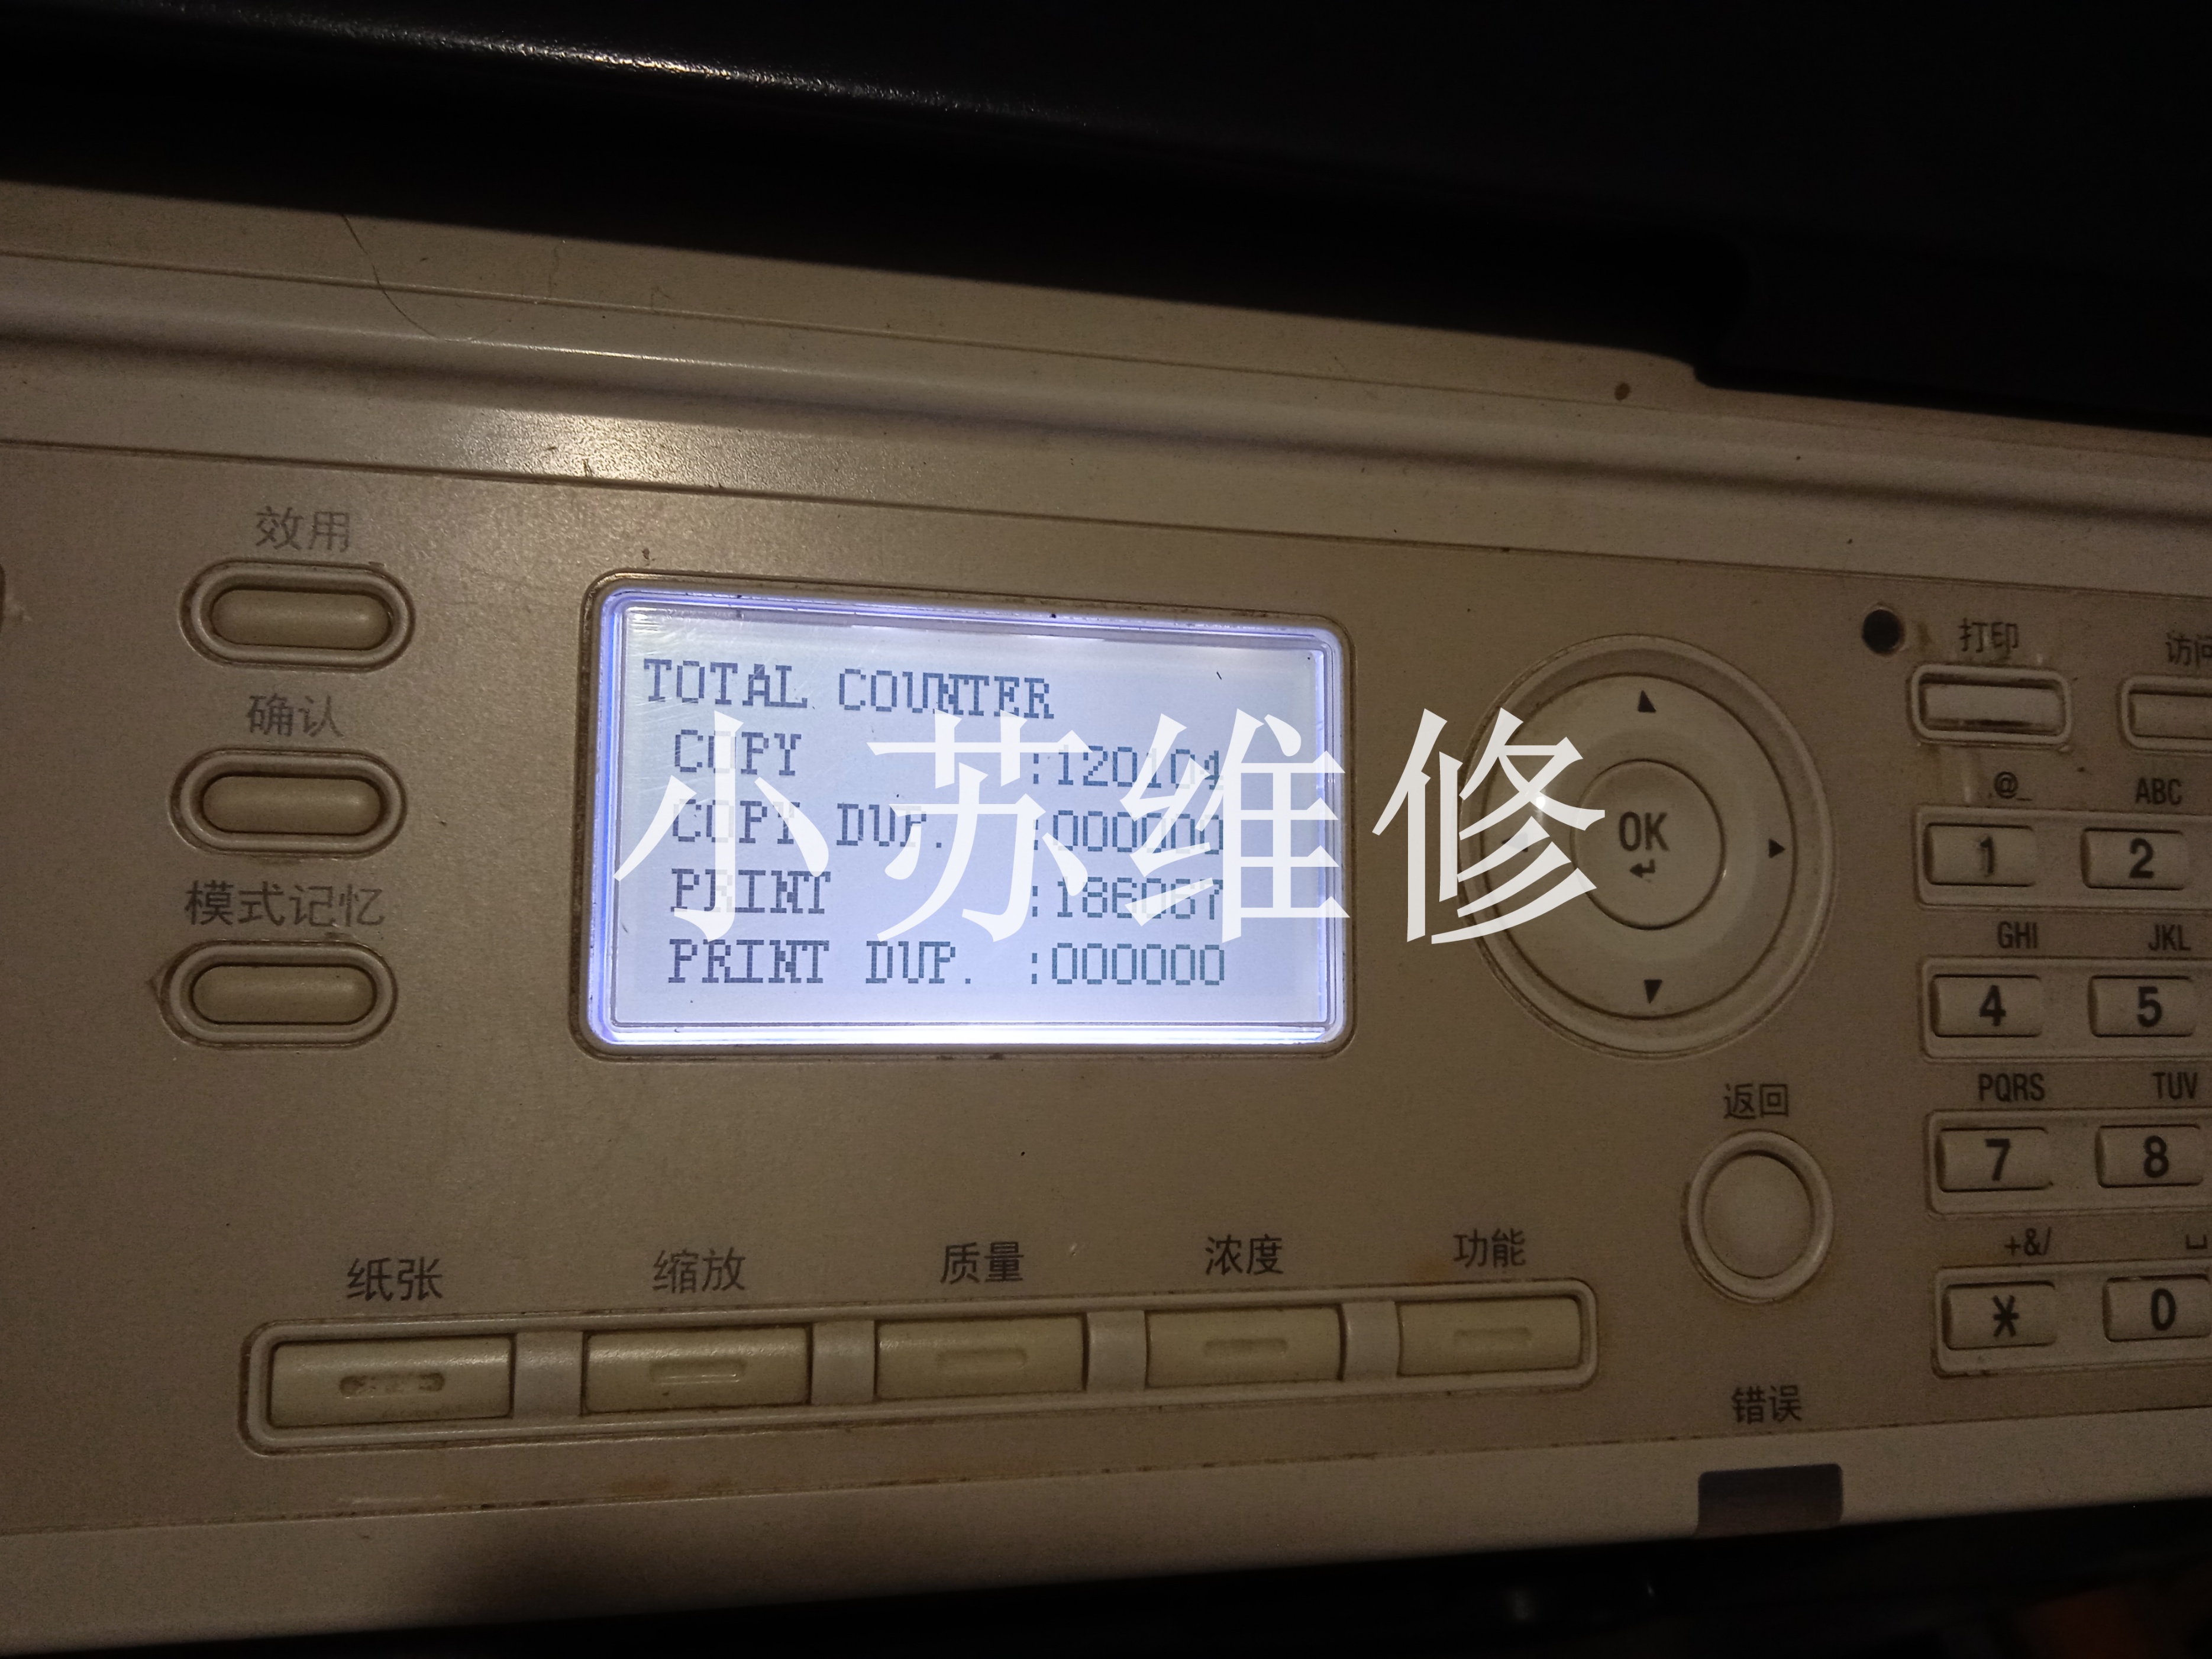 效用
确认
模式记忆
TOTAL COUNTER
COPY :120104
COPY DUP. :000000
PRINT
PRINT DUP. :000000
小苏维修
OK
打印
.@_
ABC
1
2
GHI
JKL
4
5
PQRS
TUV
7
8
+&/
*
0
返回
错误
纸张
缩放
质量
浓度
功能